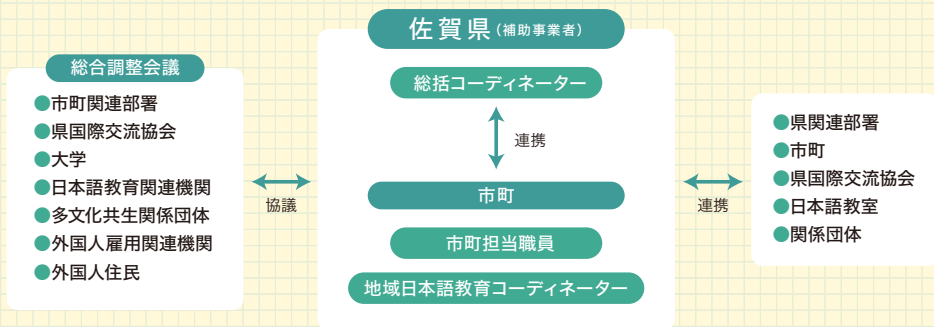 総合調整会議
●市町関連部署
●県国際交流協会
●大学
●日本語教育関連機関
●多文化共生関係団体
●外国人雇用関連機関
●外国人住民
協議
佐賀県(補助事業者)
総括コーディネーター
連携
市町
市町担当職員
地域日本語教育コーディネーター
連携
●県関連部署
●市町
●県国際交流協会
●日本語教室
●関係団体